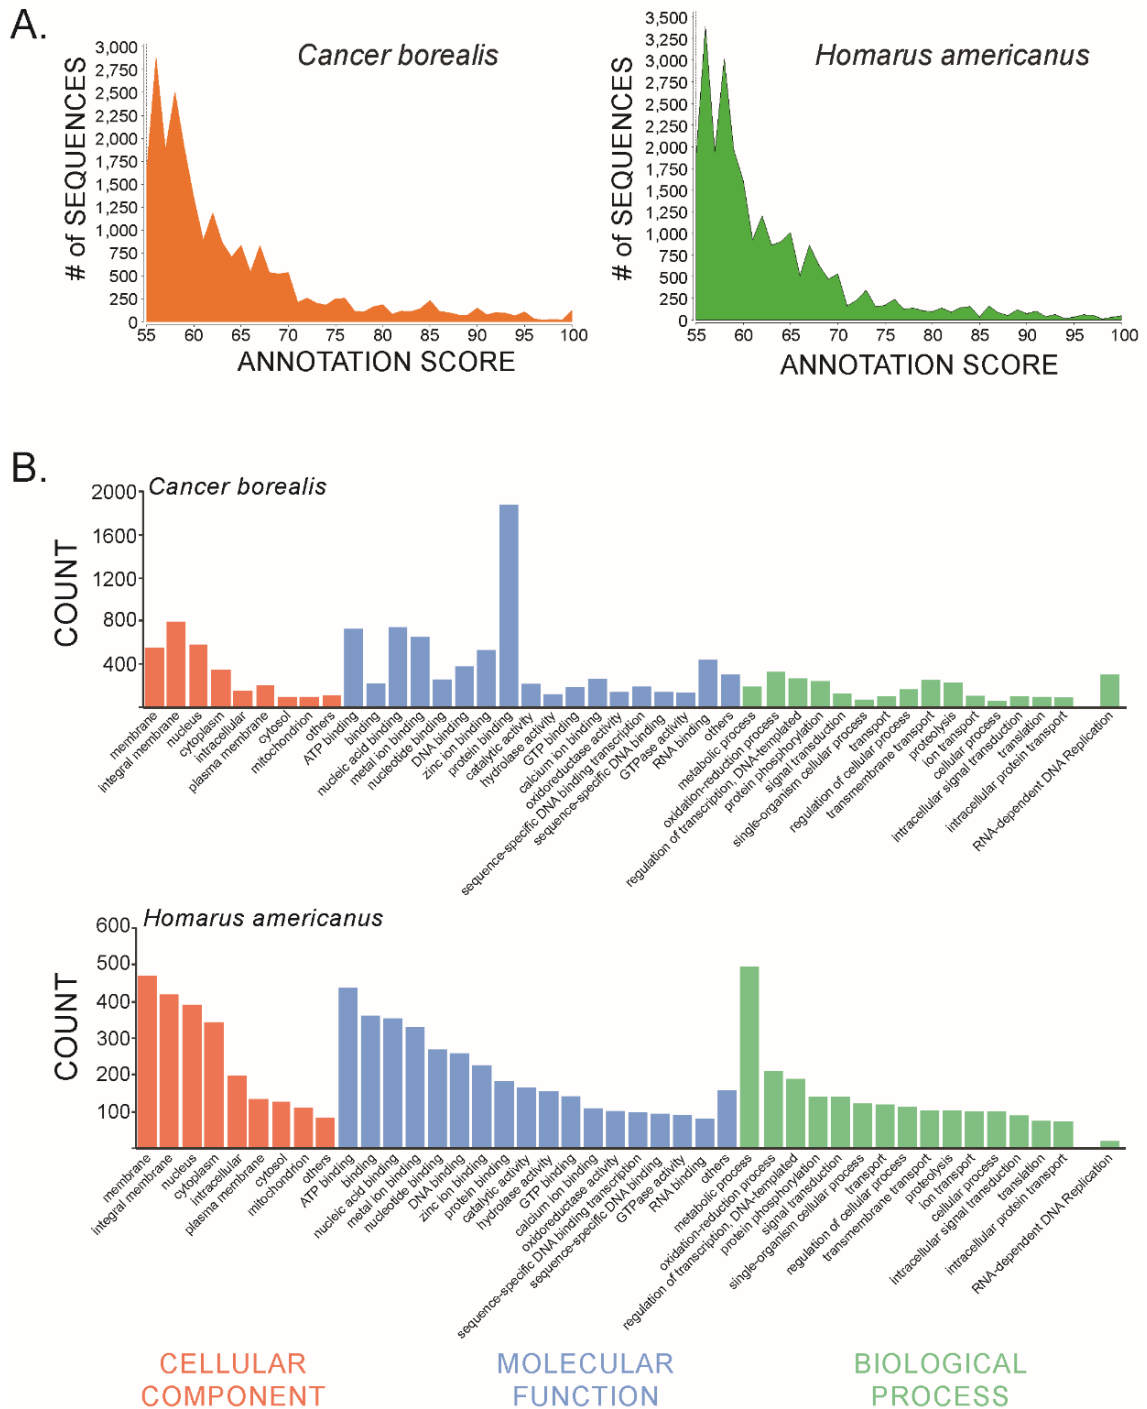 A.
Cancer borealis
# of SEQUENCES
3,000
2,750
2,500
2,250
2,000
1,750
1,500
1,250
1,000
750
500
250
0
55 60 65 70 75 80 85 90 95 100
ANNOTATION SCORE
Homarus americanus
# of SEQUENCES
3,500
3,250
3,000
2,750
2,500
2,250
2,000
1,750
1,500
1,250
1,000
750
500
250
0
55 60 65 70 75 80 85 90 95 100
ANNOTATION SCORE
B.
Cancer borealis
COUNT
2000
1600
1200
800
400
membrane
integral membrane
nucleus
cytoplasm
intracellular
plasma membrane
cytosol
mitochondrion
others
ATP binding
binding
nucleic acid binding
metal ion binding
nucleotide binding
DNA binding
zinc ion binding
protein binding
catalytic activity
hydrolase activity
GTP binding
calcium ion binding
oxidoreductase activity
sequence-specific DNA binding transcription
sequence-specific DNA binding
GTPase activity
RNA binding
others
metabolic process
oxidation-reduction process
regulation of transcription, DNA-templated
protein phosphorylation
signal transduction
single-organism cellular process
transport
regulation of cellular process
transmembrane transport
proteolysis
ion transport
cellular process
intracellular signal transduction
translation
intracellular protein transport
RNA-dependent DNA Replication
Homarus americanus
COUNT
600
500
400
300
200
100
membrane
integral membrane
nucleus
cytoplasm
intracellular
plasma membrane
cytosol
mitochondrion
others
ATP binding
binding
nucleic acid binding
metal ion binding
nucleotide binding
DNA binding
zinc ion binding
protein binding
catalytic activity
hydrolase activity
GTP binding
calcium ion binding
oxidoreductase activity
sequence-specific DNA binding transcription
sequence-specific DNA binding
GTPase activity
RNA binding
others
metabolic process
oxidation-reduction process
regulation of transcription, DNA-templated
protein phosphorylation
signal transduction
single-organism cellular process
transport
regulation of cellular process
transmembrane transport
proteolysis
ion transport
cellular process
intracellular signal transduction
translation
intracellular protein transport
RNA-dependent DNA Replication
CELLULAR
COMPONENT
MOLECULAR
FUNCTION
BIOLOGICAL
PROCESS